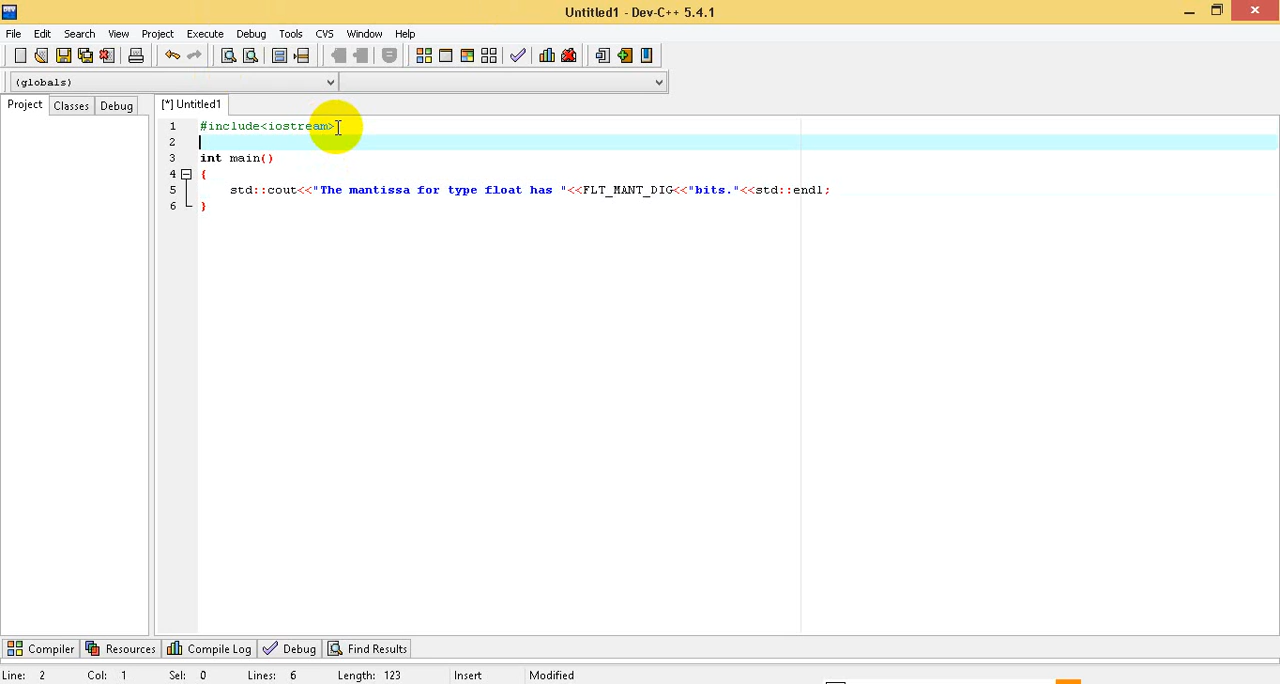 Untitled1 - Dev-C++ 5.4.1
File Edit Search View Project Execute Debug Tools CVS Window Help
(globals)
Project Classes Debug [*] Untitled1
1 #include<iostream>
2
3 int main()
4 {
5 std::cout<<"The mantissa for type float has "<<FLT_MANT_DIG<<"bits."<<std::endl;
6 }
Compiler Resources Compile Log Debug Find Results
Line: 2 Col: 1 Sel: 0 Lines: 6 Length: 123 Insert Modified